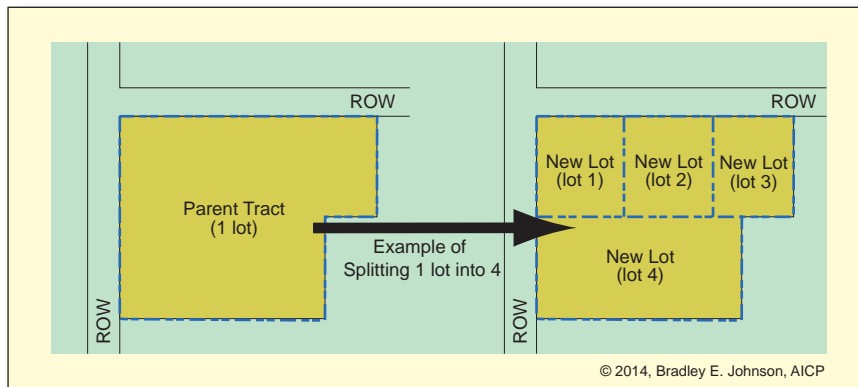 ROW
ROW
Parent Tract
(1 lot)
Example of
Splitting 1 lot into 4
New Lot
(lot 1)
New Lot
(lot 2)
New Lot
(lot 3)
New Lot
(lot 4)
ROW
ROW
© 2014, Bradley E. Johnson, AICP